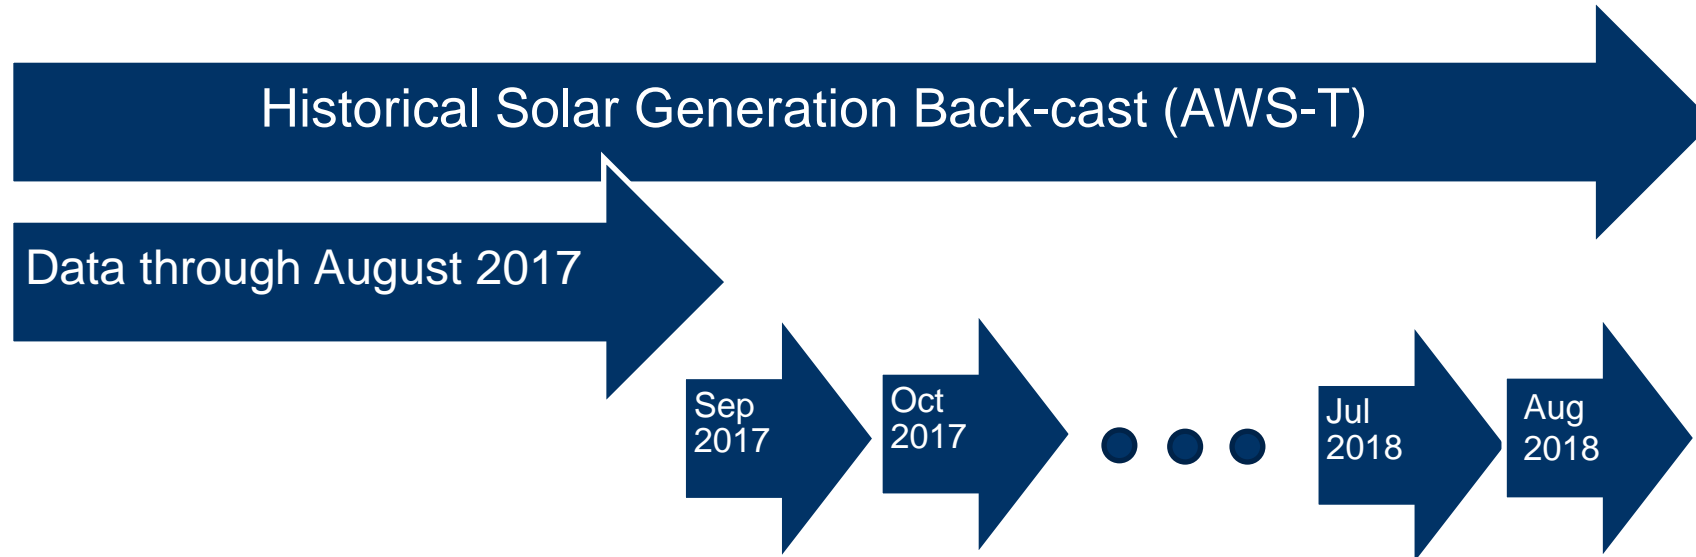 Historical Solar Generation Back-cast (AWS-T)
Data through August 2017
Sep
2017
Oct
2017
Jul
2018
Aug
2018